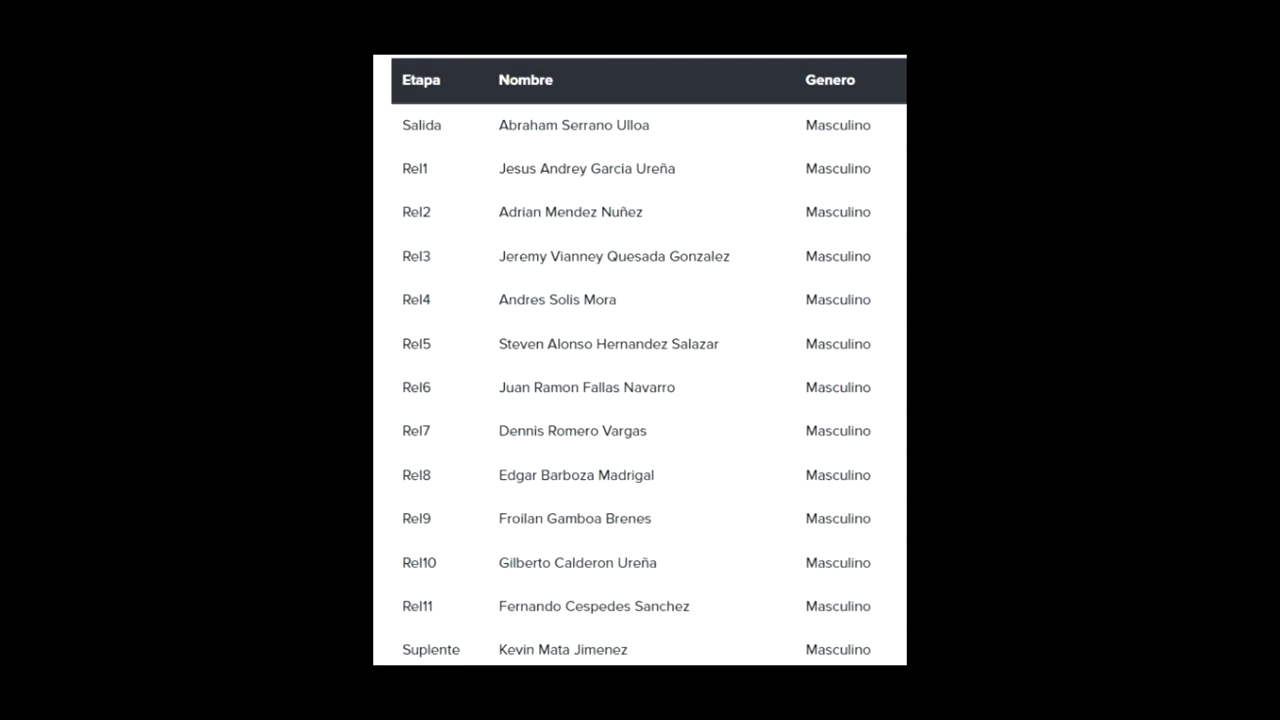 Etapa Nombre Genero
Salida Abraham Serrano Ulloa Masculino
Rel1 Jesus Andrey Garcia Ureña Masculino
Rel2 Adrian Mendez Nuñez Masculino
Rel3 Jeremy Vianney Quesada Gonzalez Masculino
Rel4 Andres Solis Mora Masculino
Rel5 Steven Alonso Hernandez Salazar Masculino
Rel6 Juan Ramon Fallas Navarro Masculino
Rel7 Dennis Romero Vargas Masculino
Rel8 Edgar Barboza Madrigal Masculino
Rel9 Froilan Gamboa Brenes Masculino
Rel10 Gilberto Calderon Ureña Masculino
Rel11 Fernando Cespedes Sanchez Masculino
Suplente Kevin Mata Jimenez Masculino